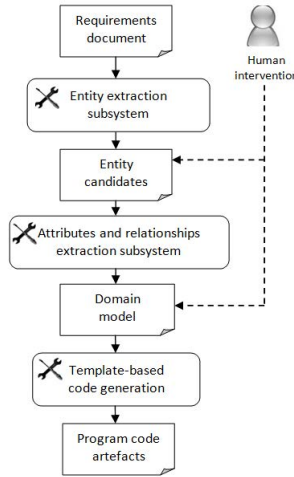 Requirements
document
Human
intervention
Entity extraction
subsystem
Entity
candidates
Attributes and relationships
extraction subsystem
Domain
model
Template-based
code generation
Program code
artefacts